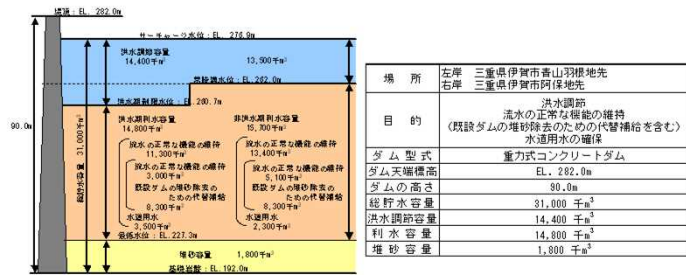 堤頂：EL. 282.0m
サーチャージ水位：EL. 276.9m
洪水調節容量
14,400千m³
13,500千m³
常時満水位：EL.262.0m
洪水期制限水位：EL.260.7m
90.0m
総貯水容量 31,000千m³
洪水期利水容量
14,800千m³
非洪水期利水容量
15,700千m³
流水の正常な機能の維持
11,300千m³
流水の正常な機能の維持
3,000千m³
既設ダムの堆砂除去の
ための代替補給
8,300千m³
水道用水
3,500千m³
流水の正常な機能の維持
13,400千m³
流水の正常な機能の維持
5,100千m³
既設ダムの堆砂除去の
ための代替補給
8,300千m³
水道用水
2,300千m³
最低水位：EL.227.3m
堆砂容量 1,800千m³
基礎岩盤：EL.192.0m
場 所
左岸 三重県伊賀市青山羽根地先
右岸 三重県伊賀市阿保地先
目 的
洪水調節
流水の正常な機能の維持
(既設ダムの堆砂除去のための代替補給を含む)
水道用水の確保
ダム型式 重力式コンクリートダム
ダム天端標高 EL. 282.0m
ダムの高さ 90.0m
総貯水容量 31,000 千m³
洪水調節容量 14,400 千m³
利水容量 14,800 千m³
堆砂容量 1,800 千m³